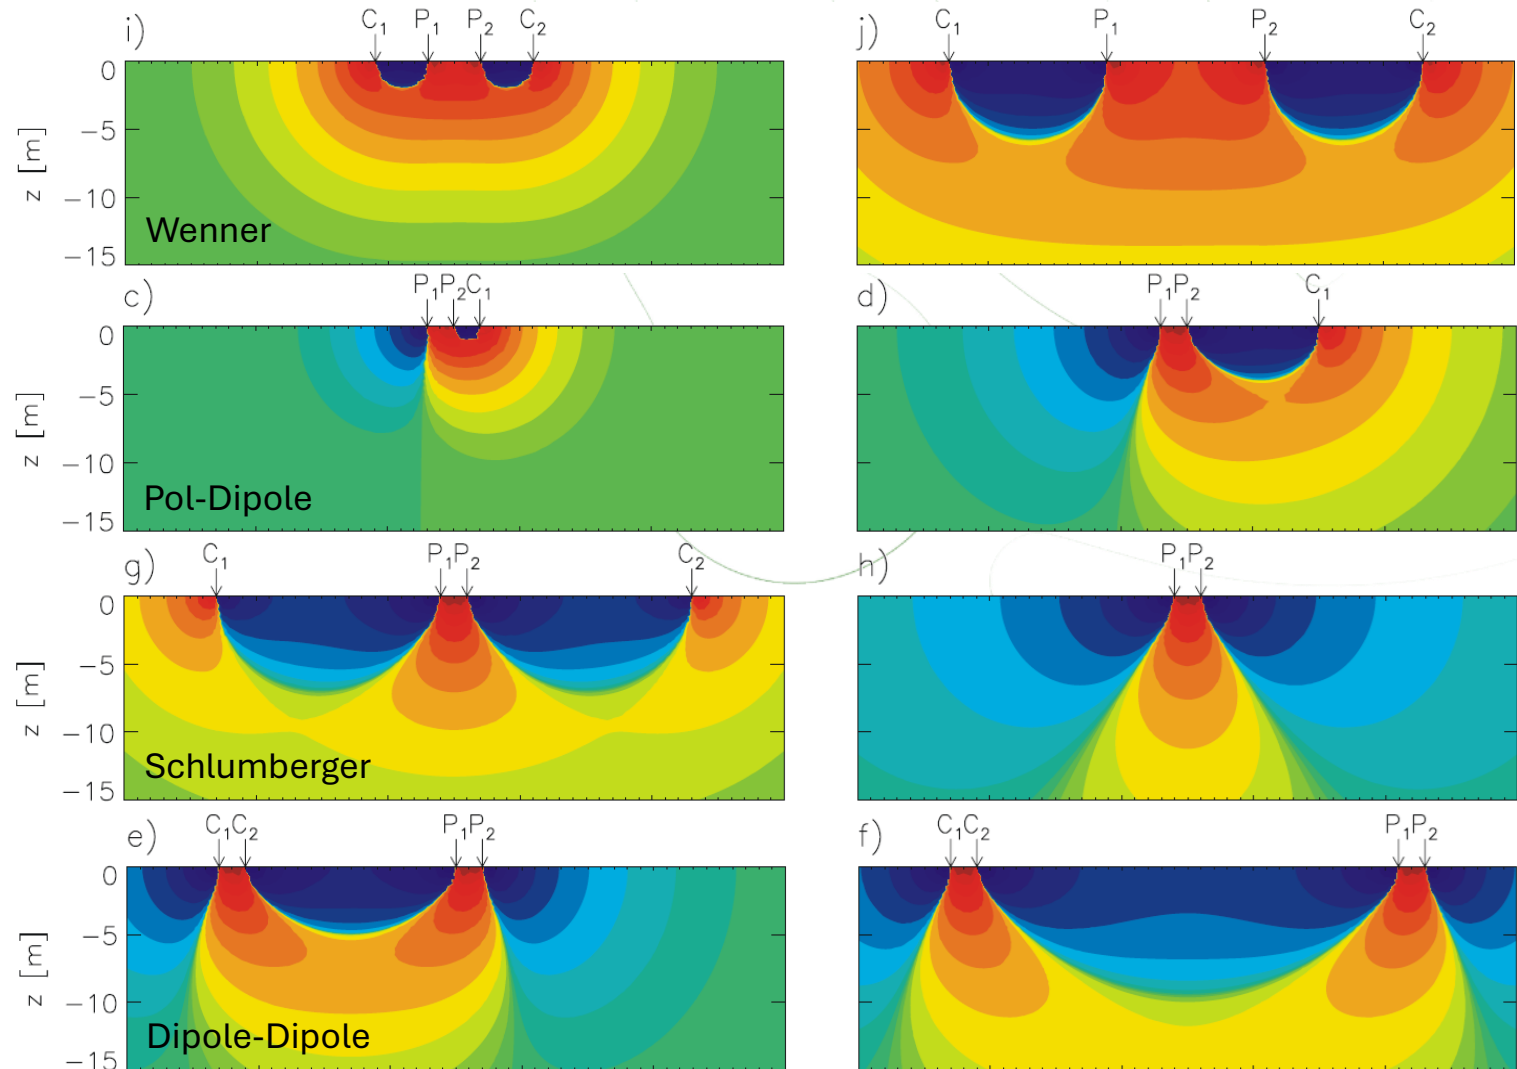 i) C₁ P₁ P₂ C₂
j) C₁ P₁ P₂ C₂
0
−5
−10
−15
z [m]
Wenner
c) P₁P₂C₁
d) P₁P₂ C₁
0
−5
−10
−15
z [m]
Pol-Dipole
g) C₁ P₁P₂ C₂
h) P₁P₂
0
−5
−10
−15
z [m]
Schlumberger
e) C₁C₂ P₁P₂
f) C₁C₂ P₁P₂
0
−5
−10
−15
z [m]
Dipole-Dipole